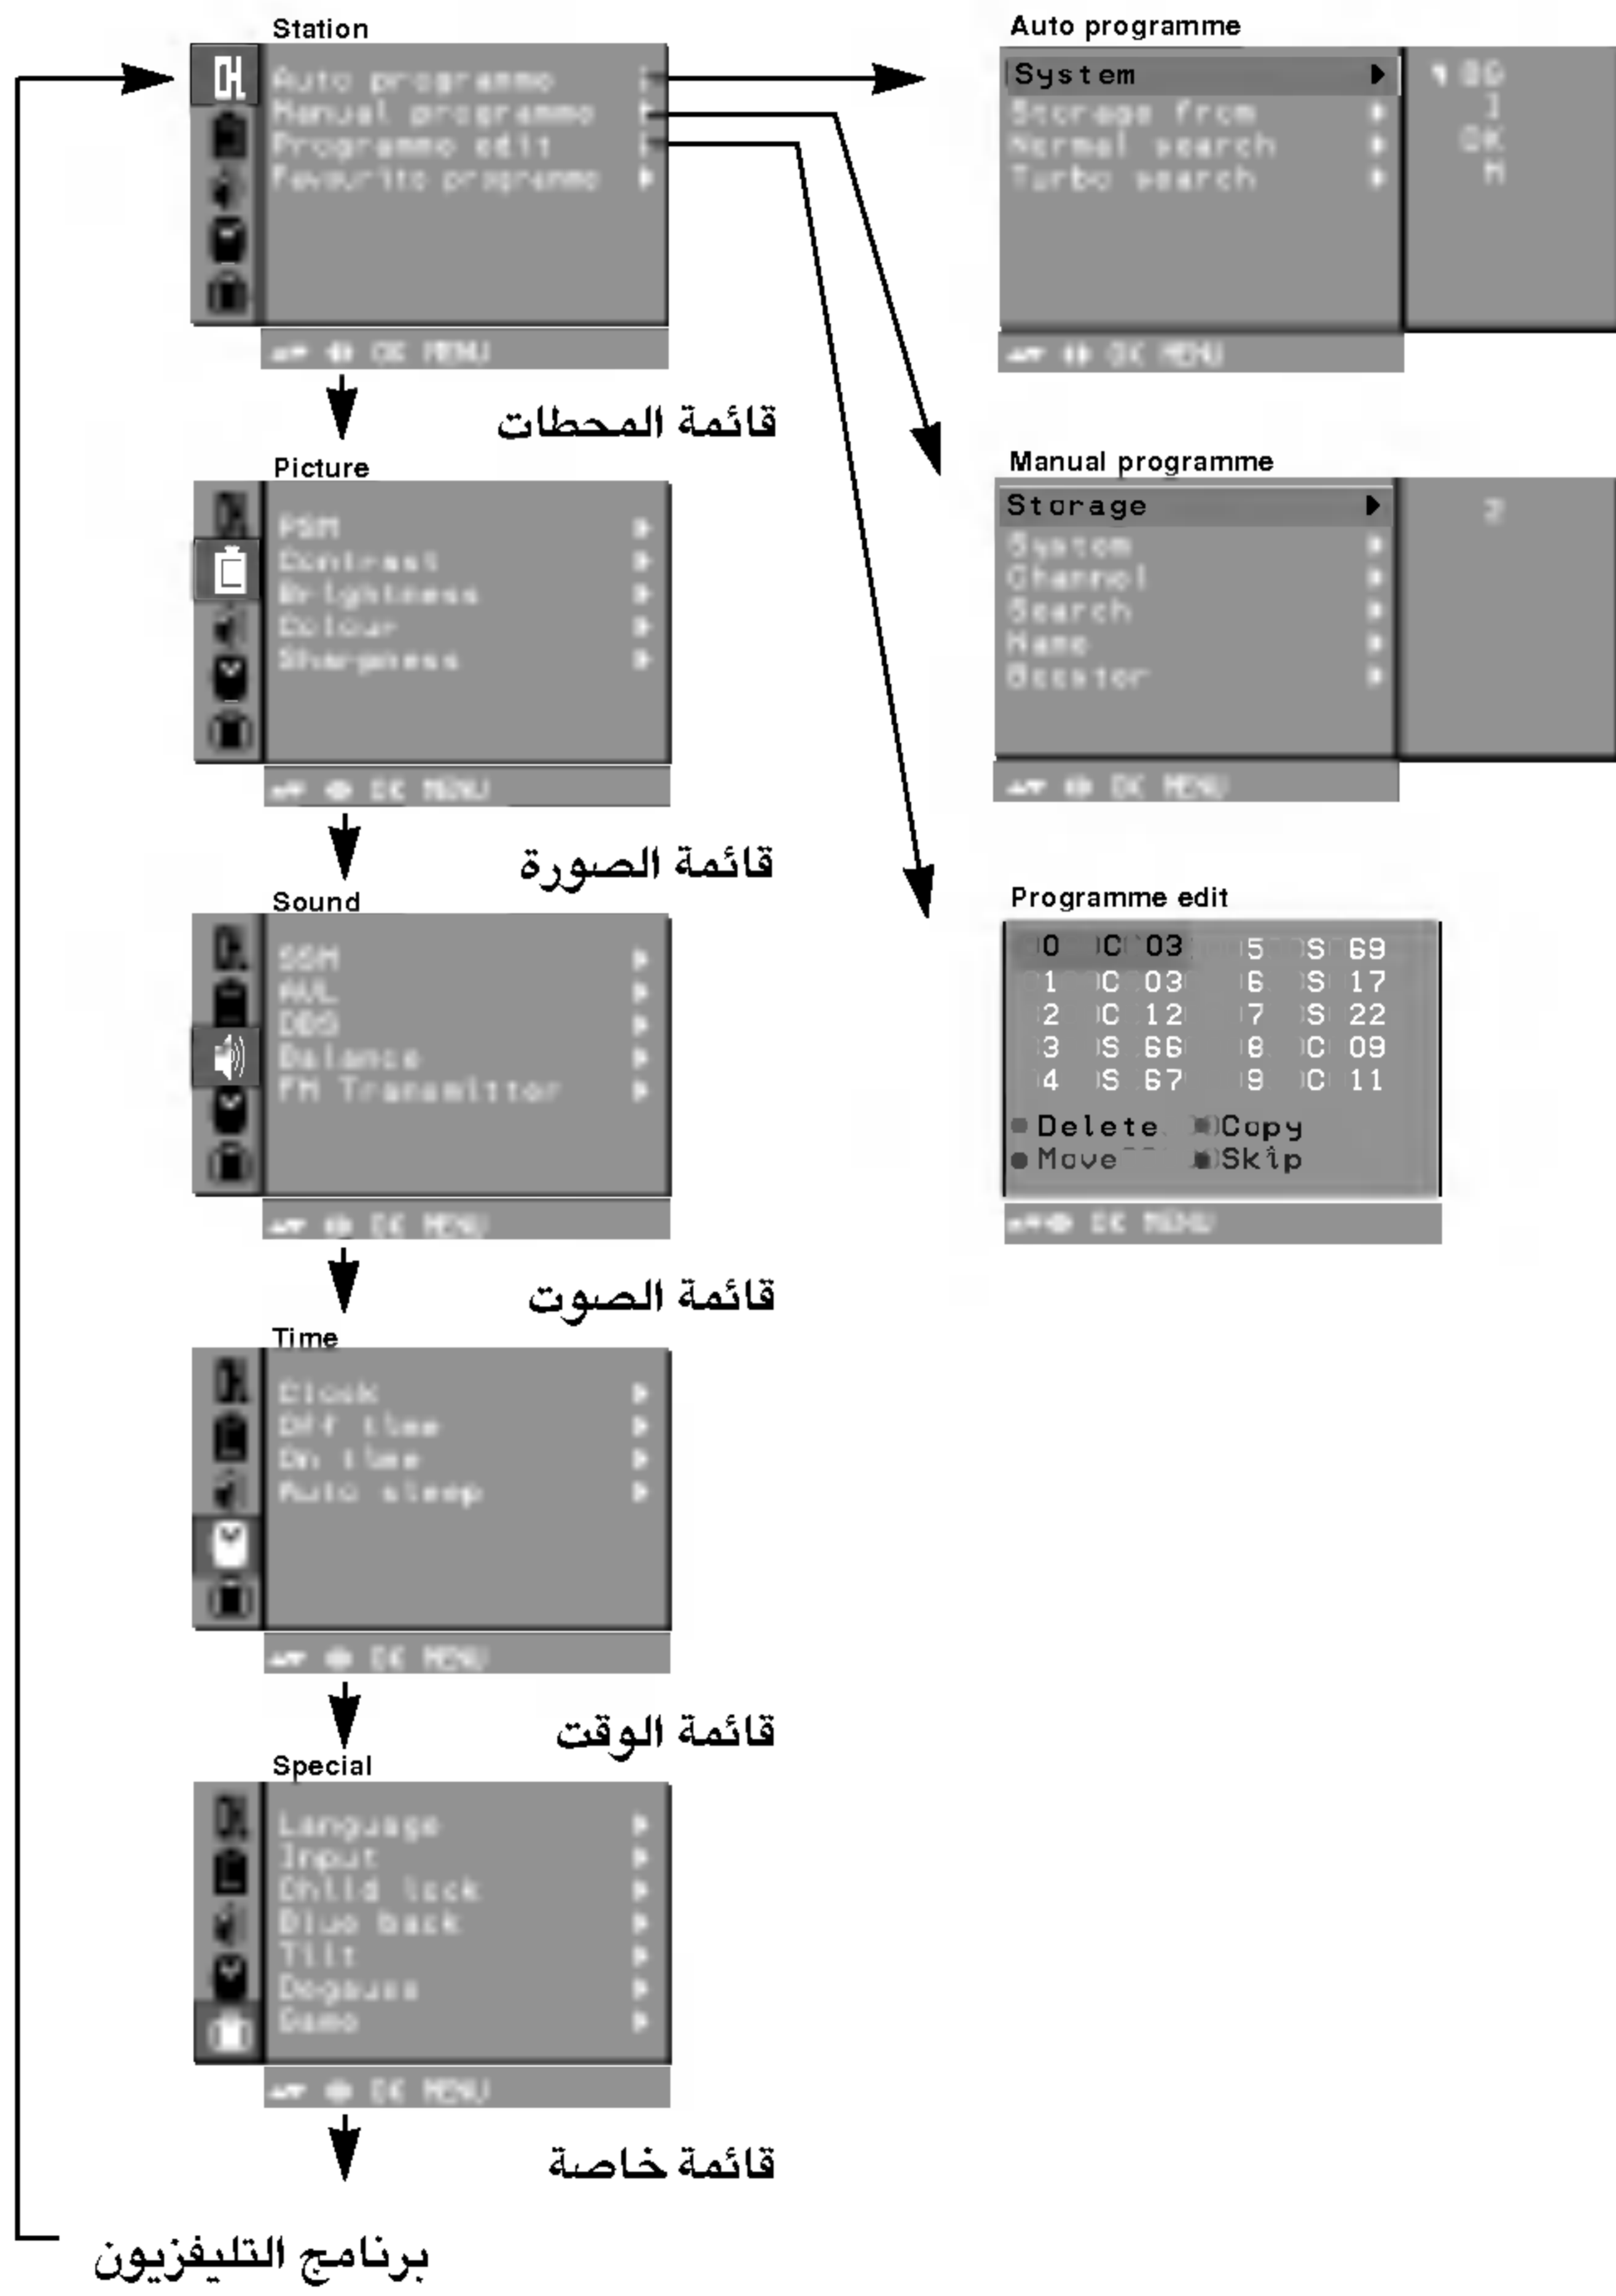 Station
Auto programme
Manual programme
Programme edit
Favourite programme
OK MENU
قائمة المحطات
Picture
PSM
Contrast
Brightness
Colour
Sharpness
OK MENU
قائمة الصورة
Sound
SSM
AVL
DBS
Balance
FM Transmitter
OK MENU
قائمة الصوت
Time
Clock
Off time
On time
Auto sleep
OK MENU
قائمة الوقت
Special
Language
Input
Child lock
Blue back
Tilt
Degauss
Game
OK MENU
قائمة خاصة
برنامج التليفزيون
Auto programme
System
Storage from
Normal search
Turbo search
OK
OK MENU
Manual programme
Storage 2
System
Channel
Search
Name
Booster
OK MENU
Programme edit
0 C 03 5 S 69
1 C 03 6 S 17
2 C 12 7 S 22
3 S 66 8 C 09
4 S 67 9 C 11
Delete Copy
Move Skip
OK MENU